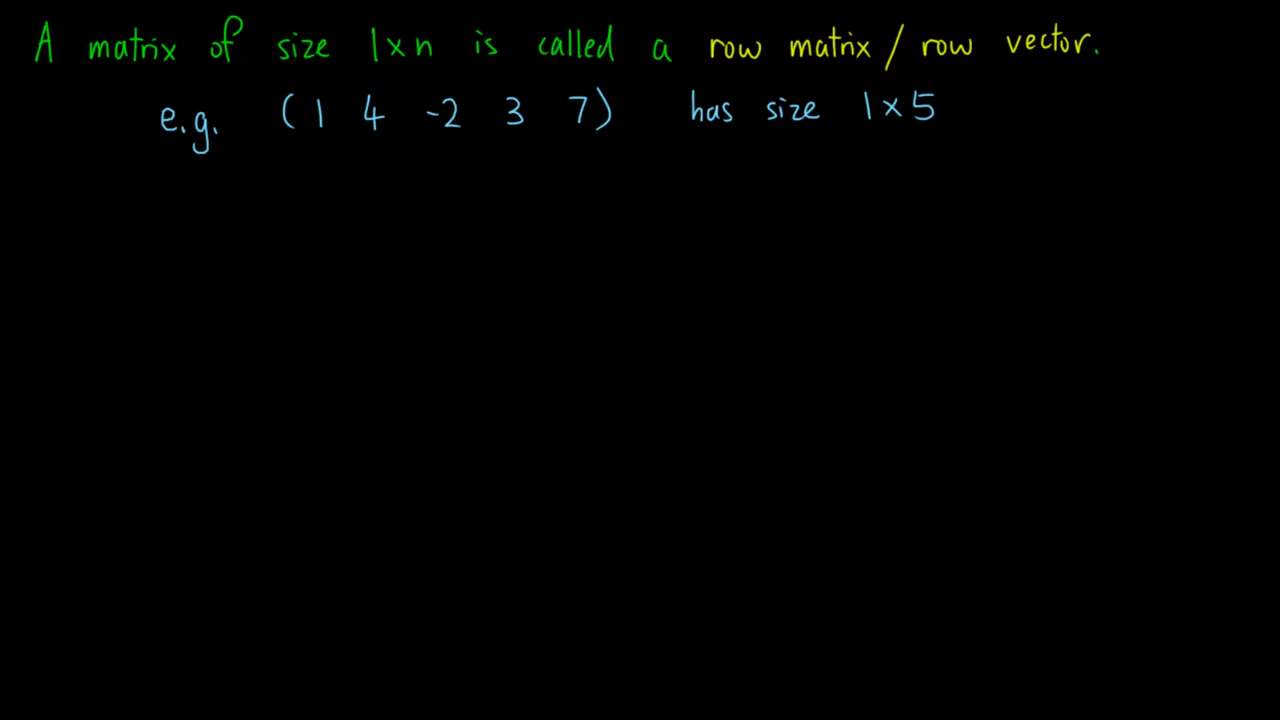 A matrix of size 1×n is called a row matrix / row vector.
e.g. (1 4 -2 3 7) has size 1×5